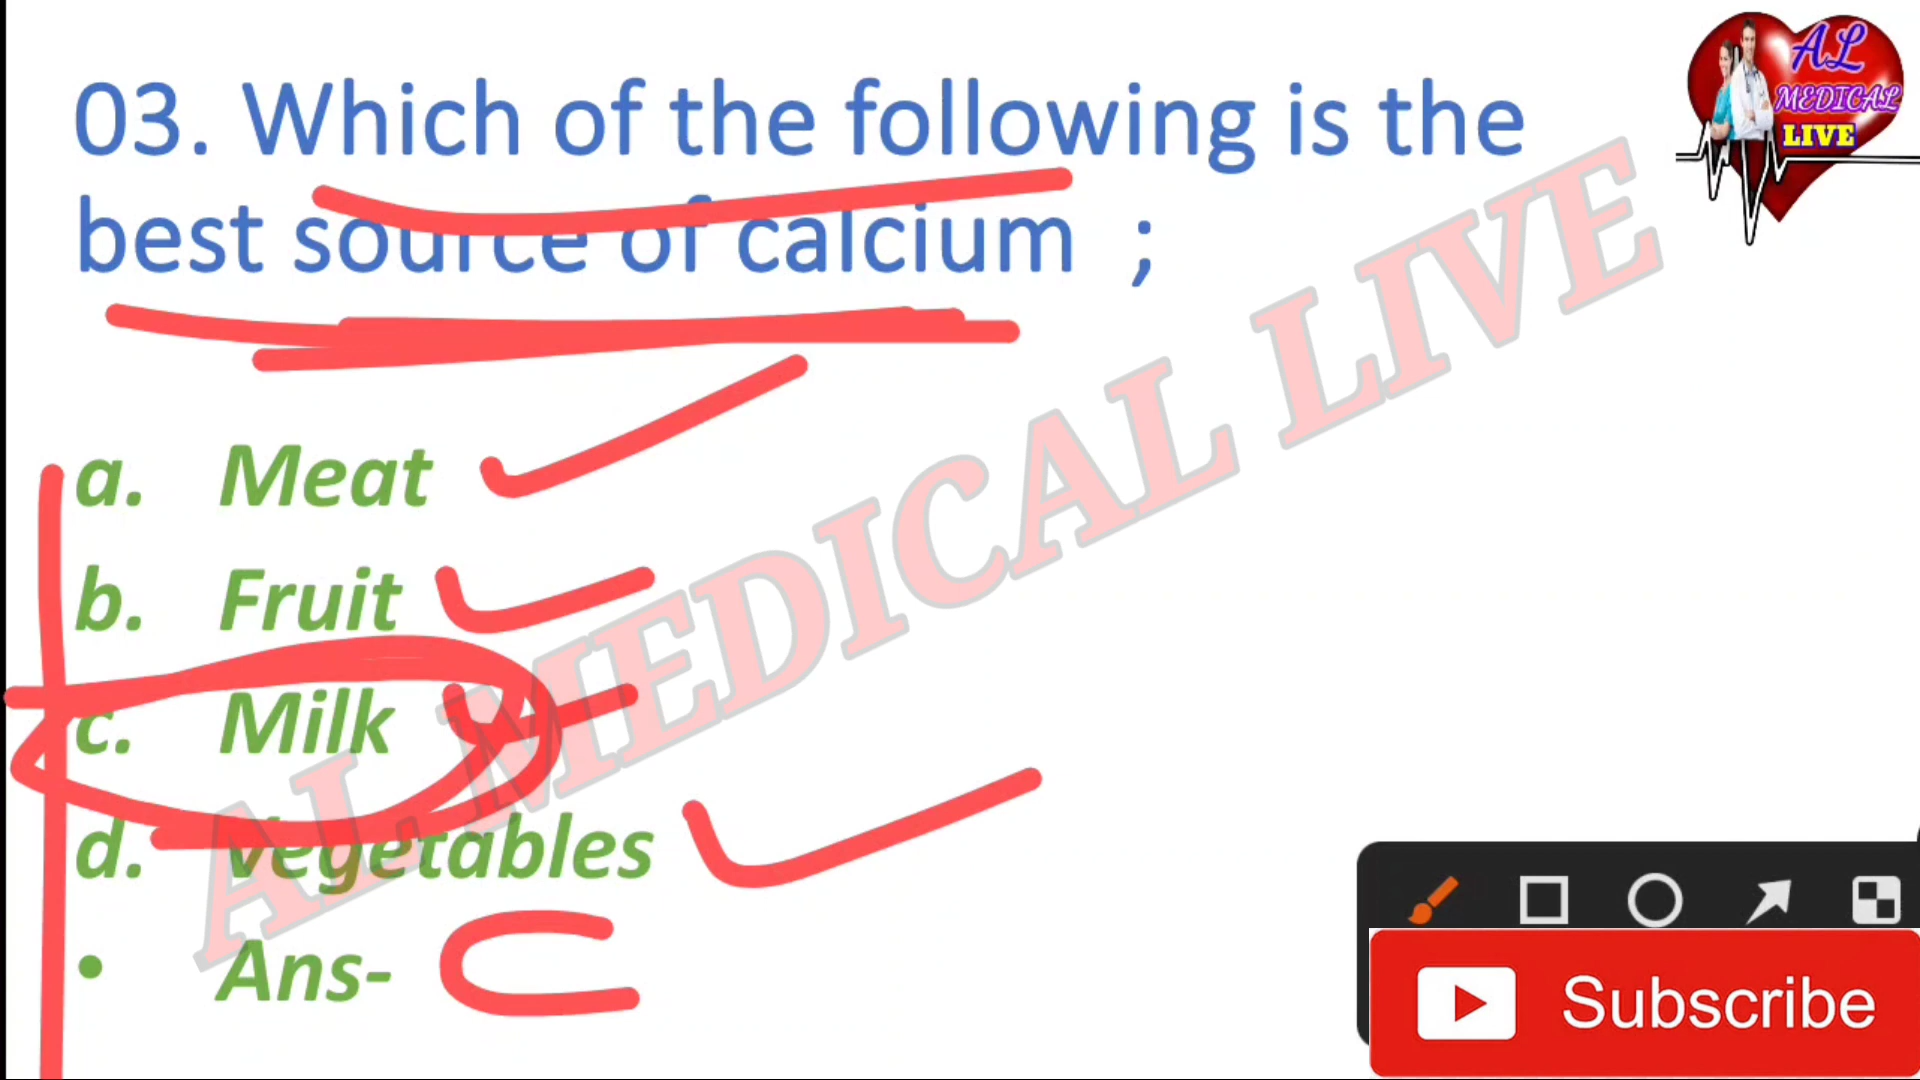 AL
MEDICAL
LIVE
03. Which of the following is the
best source of calcium ;
a. Meat
b. Fruit
c. Milk
d. Vegetables
• Ans- C
AL MEDICAL LIVE
Subscribe